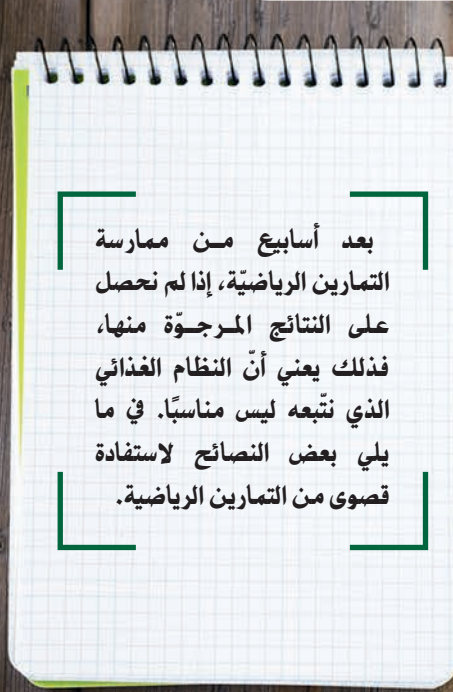 بعد أسابيع من ممارسة
التمارين الرياضيّة، إذا لم نحصل
على النتائج المرجوّة منها،
فذلك يعني أنّ النظام الغذائي
الذي نتّبعه ليس مناسبًا. في ما
يلي بعض النصائح لاستفادة
قصوى من التمارين الرياضية.